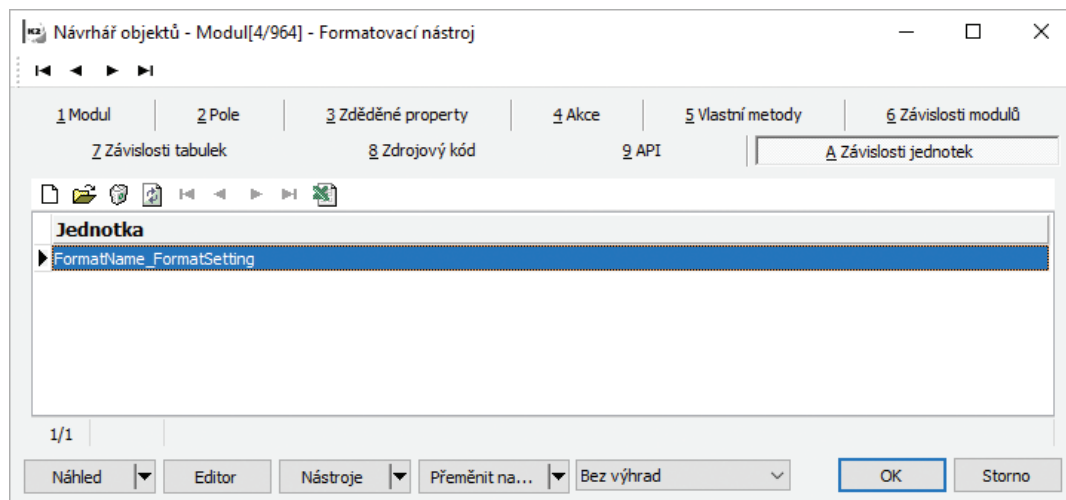 K2 Návrhář objektů - Modul[4/964] - Formatovací nástroj
1 Modul 2 Pole 3 Zděděné property 4 Akce 5 Vlastní metody 6 Závislosti modulů
7 Závislosti tabulek 8 Zdrojový kód 9 API A Závislosti jednotek
Jednotka
FormatName_FormatSetting
1/1
Náhled Editor Nástroje Přeměnit na... Bez výhrad OK Storno